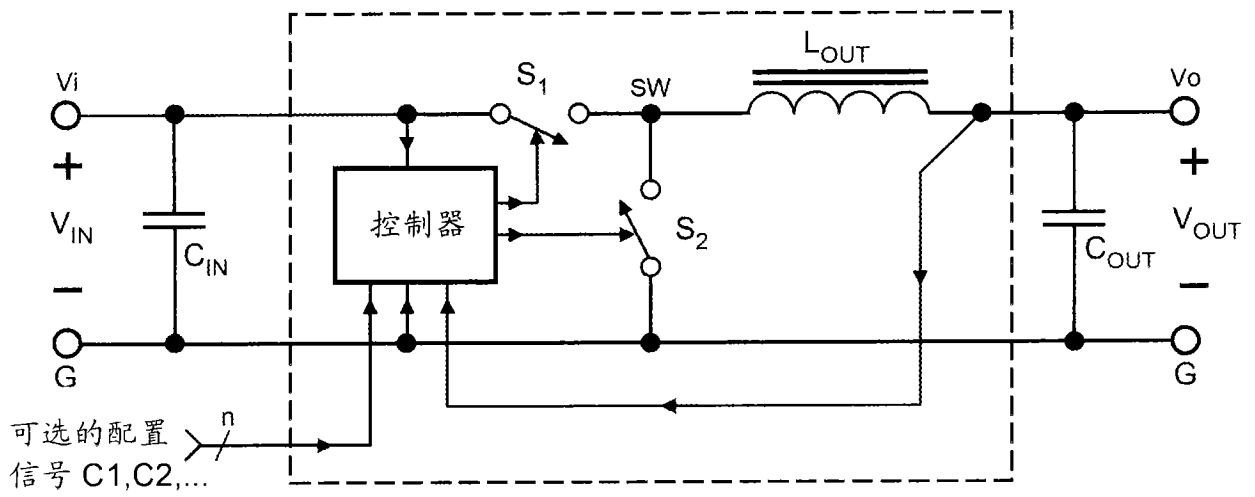 L_OUT
Vi
S_1
SW
Vo
+
V_IN
−
C_IN
控制器
S_2
C_OUT
+
V_OUT
−
G
G
n
可选的配置
信号 C1,C2,...